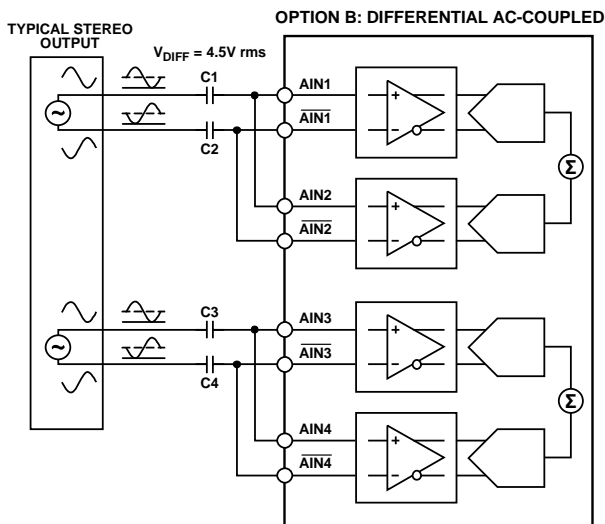 OPTION B: DIFFERENTIAL AC-COUPLED
TYPICAL STEREO
OUTPUT
V_DIFF = 4.5V rms
C1
AIN1
AIN1
C2
Σ
AIN2
AIN2
C3
AIN3
AIN3
C4
Σ
AIN4
AIN4